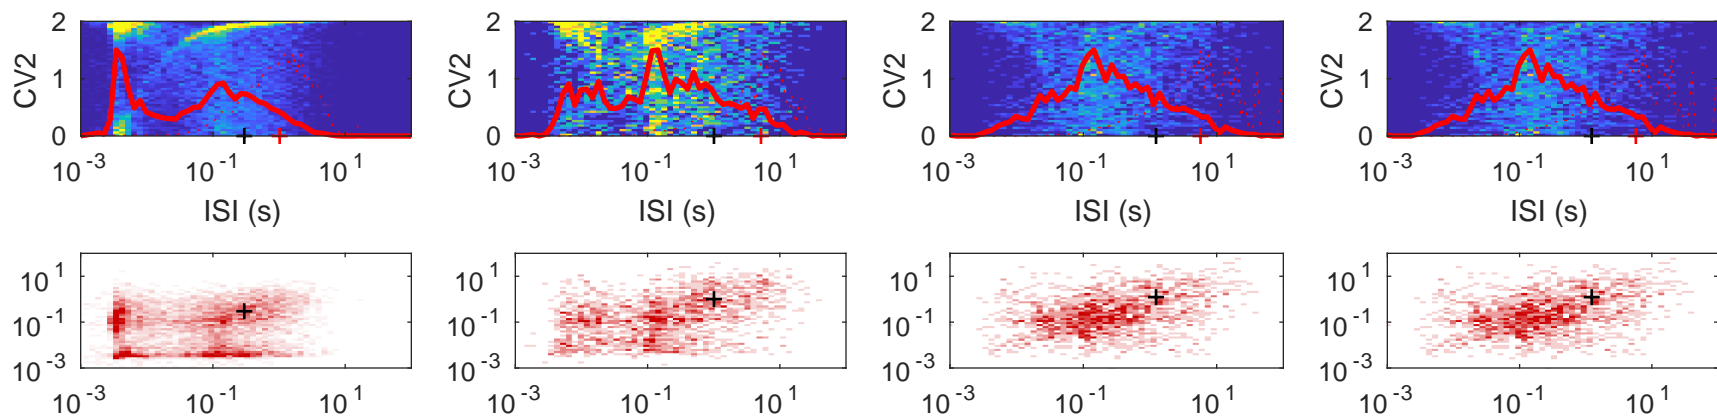 2 2 2 2
CV2 CV2 CV2 CV2
1 1 1 1
0 0 0 0
10^-3 10^-1 10^1 10^-3 10^-1 10^1 10^-3 10^-1 10^1 10^-3 10^-1 10^1
ISI (s) ISI (s) ISI (s) ISI (s)
10^1 10^1 10^1 10^1
10^-1 10^-1 10^-1 10^-1
10^-3 10^-3 10^-3 10^-3
10^-3 10^-1 10^1 10^-3 10^-1 10^1 10^-3 10^-1 10^1 10^-3 10^-1 10^1